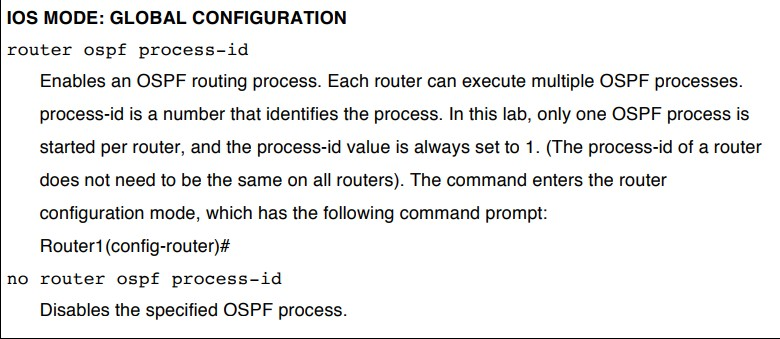 IOS MODE: GLOBAL CONFIGURATION
router ospf process-id
Enables an OSPF routing process. Each router can execute multiple OSPF processes.
process-id is a number that identifies the process. In this lab, only one OSPF process is
started per router, and the process-id value is always set to 1. (The process-id of a router
does not need to be the same on all routers). The command enters the router
configuration mode, which has the following command prompt:
Router1(config-router)#
no router ospf process-id
Disables the specified OSPF process.